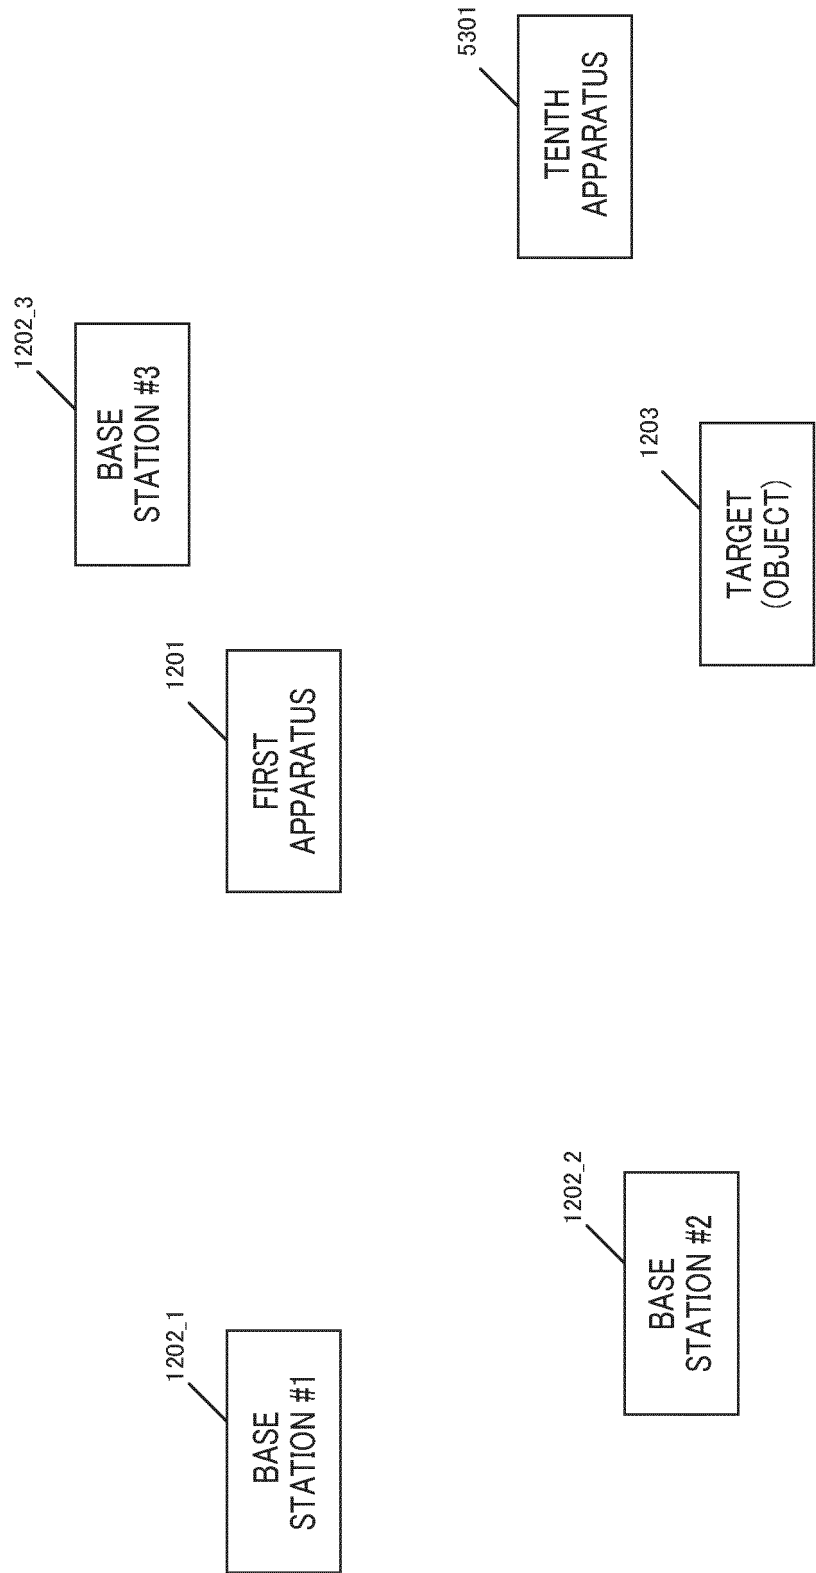 1202_3
BASE
STATION #3
5301
TENTH
APPARATUS
1201
FIRST
APPARATUS
1203
TARGET
(OBJECT)
1202_1
BASE
STATION #1
1202_2
BASE
STATION #2